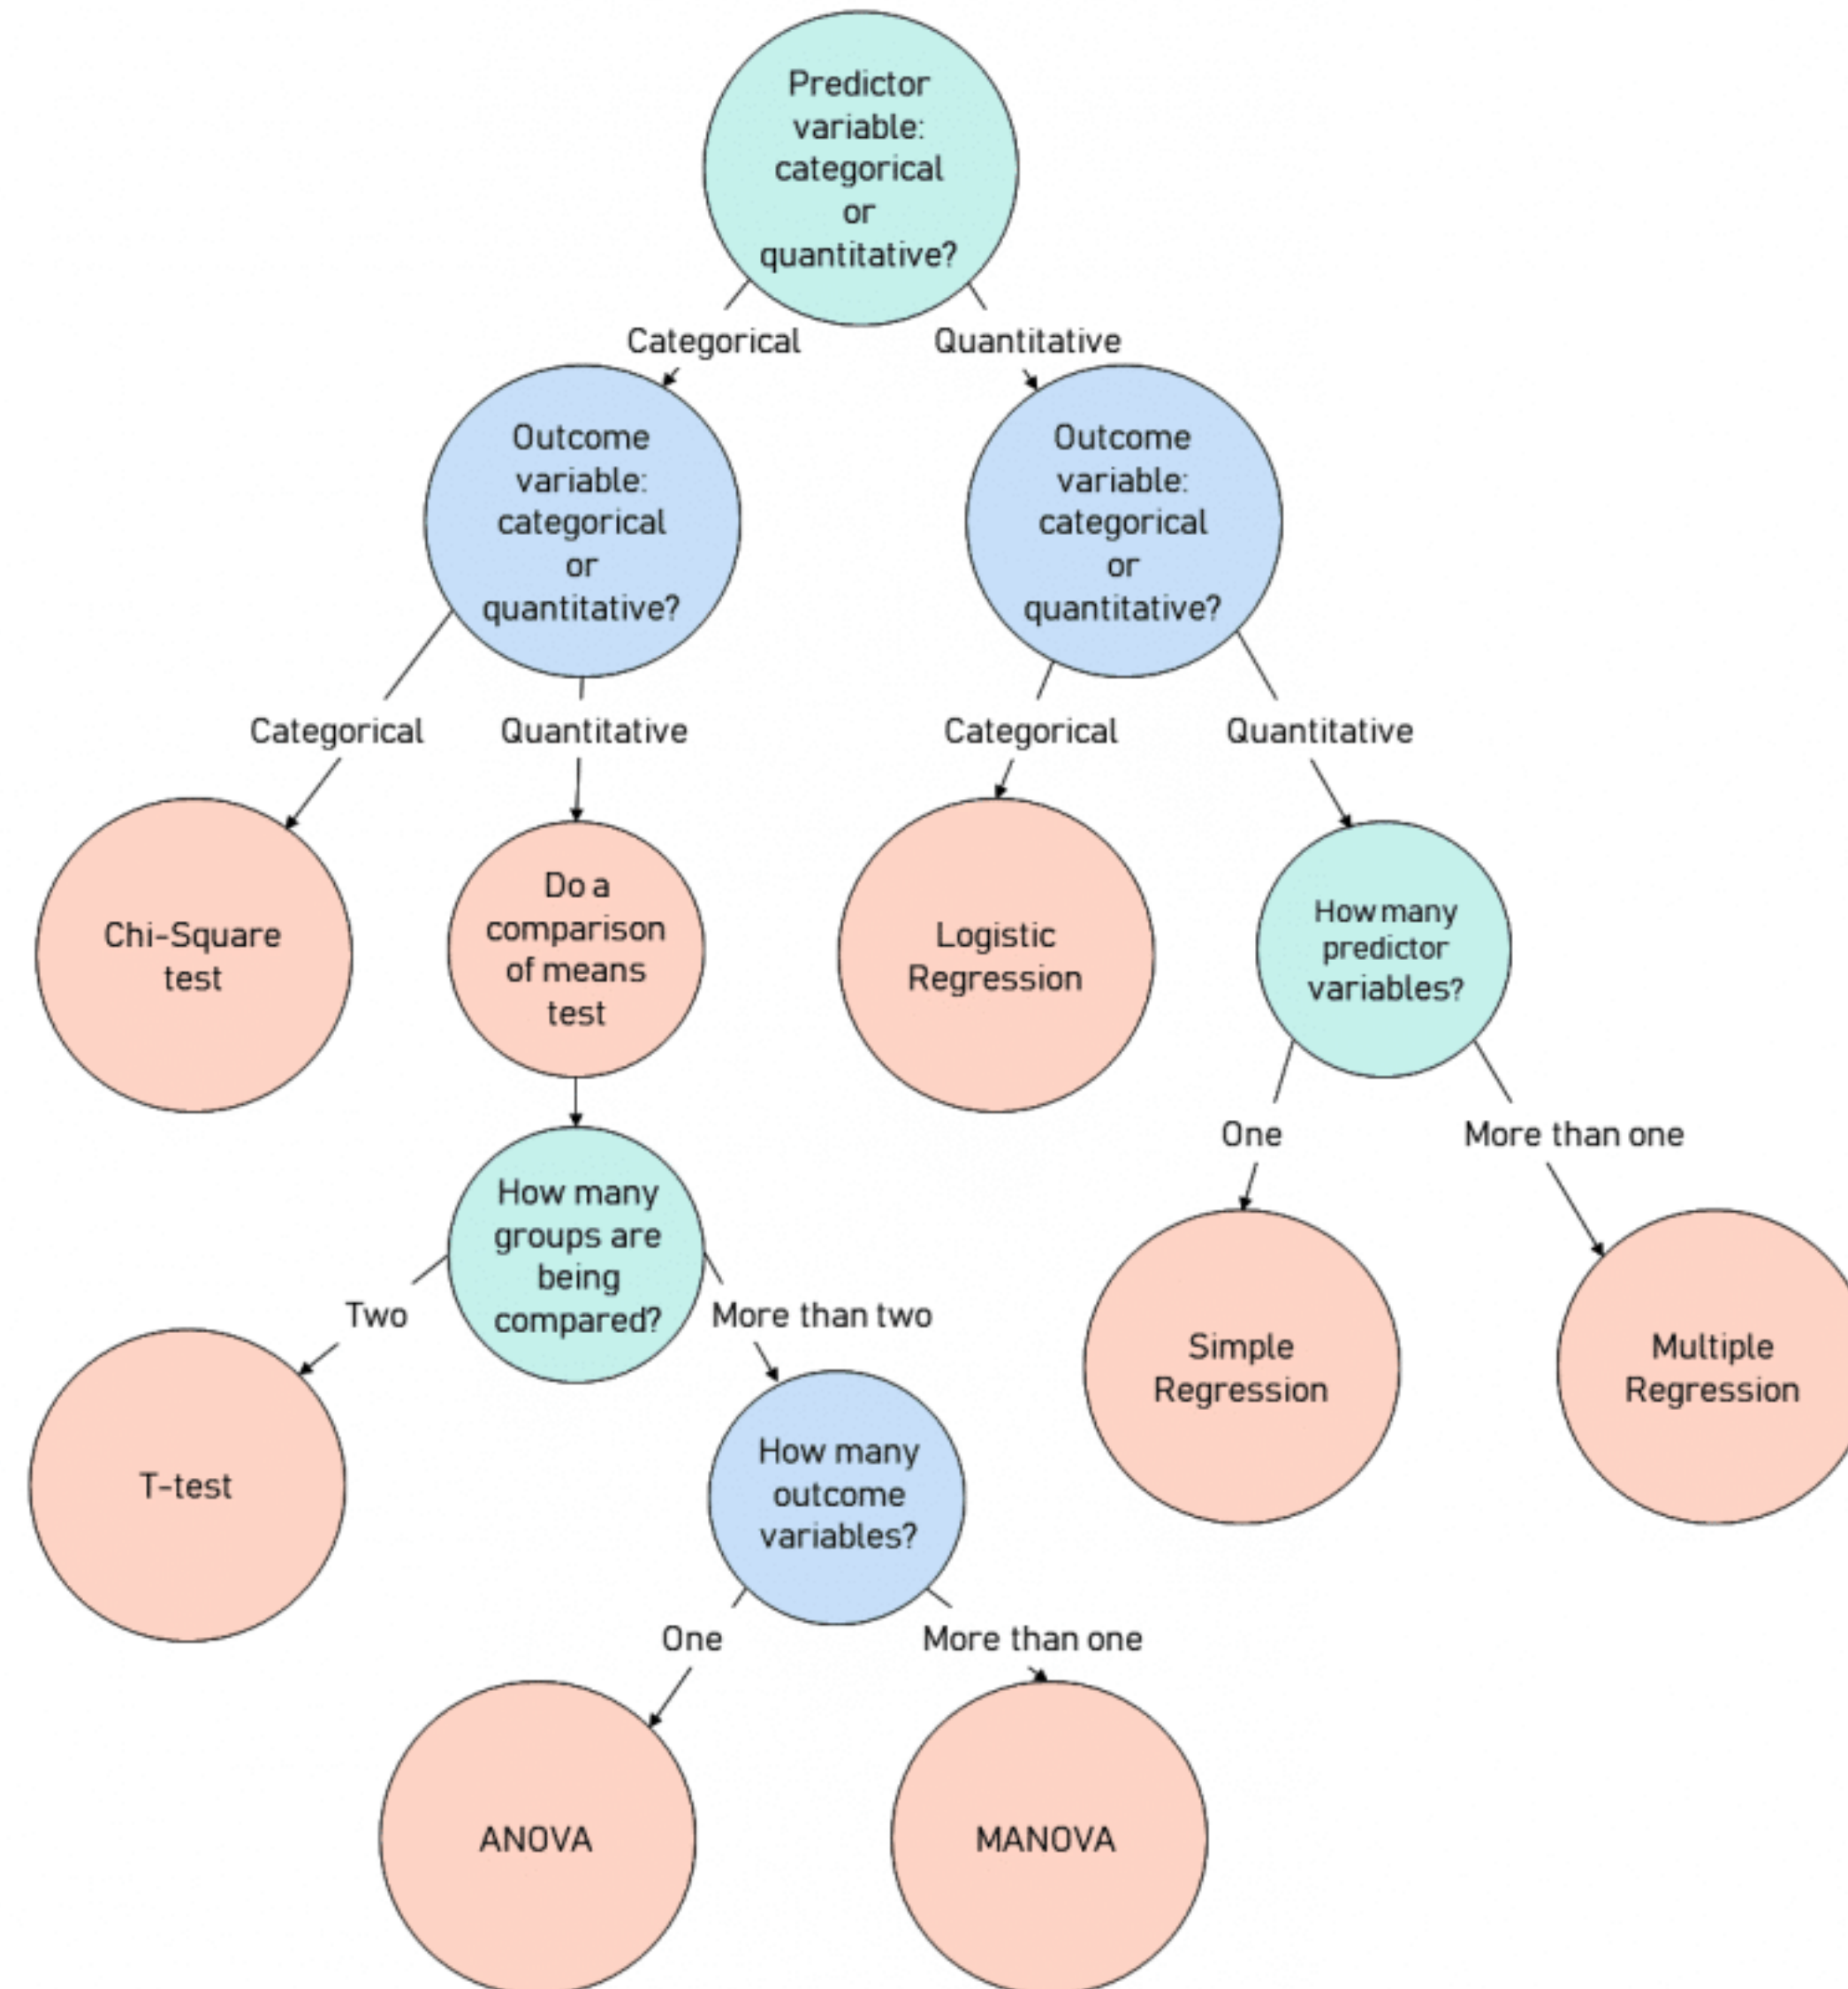 Predictor
variable:
categorical
or
quantitative?
Categorical
Quantitative
Outcome
variable:
categorical
or
quantitative?
Outcome
variable:
categorical
or
quantitative?
Categorical
Quantitative
Categorical
Quantitative
Chi-Square
test
Do a
comparison
of means
test
Logistic
Regression
How many
predictor
variables?
One
More than one
How many
groups are
being
compared?
Two
More than two
Simple
Regression
Multiple
Regression
T-test
How many
outcome
variables?
One
More than one
ANOVA
MANOVA